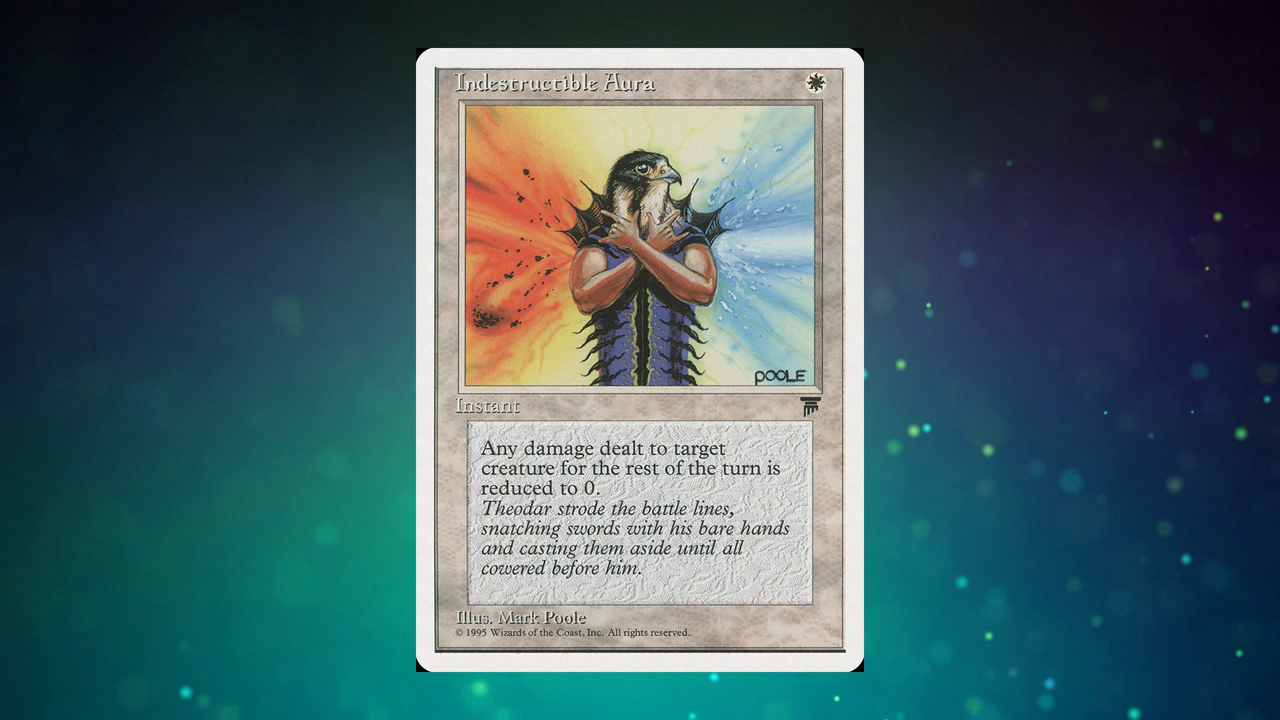 Indestructible Aura
POOLE
Instant
Any damage dealt to target
creature for the rest of the turn is
reduced to 0.
Theodar strode the battle lines,
snatching swords with his bare hands
and casting them aside until all
cowered before him.
Illus. Mark Poole
© 1995 Wizards of the Coast, Inc. All rights reserved.